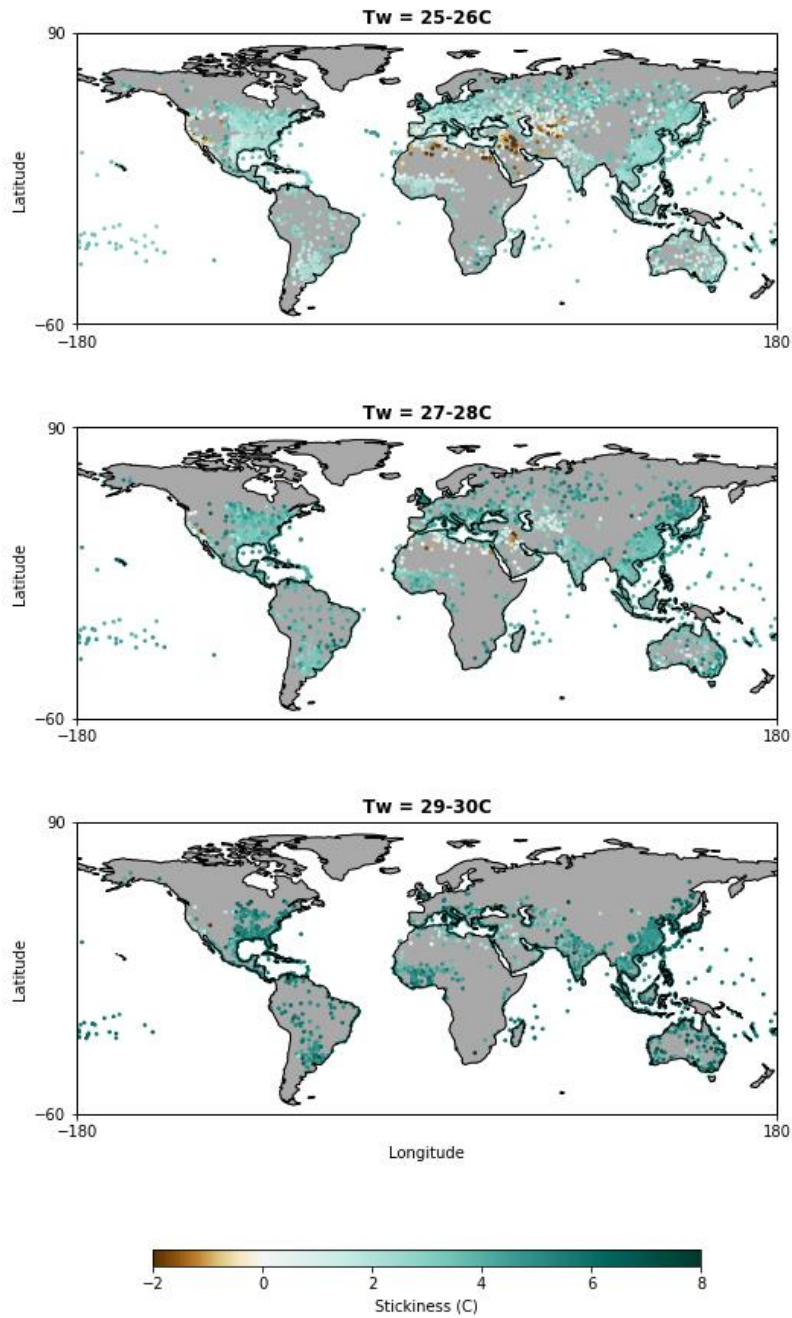 Tw = 25-26C
90
Latitude
−60
−180
180
Tw = 27-28C
90
Latitude
−60
−180
180
Tw = 29-30C
90
Latitude
−60
−180
180
Longitude
−2
0
2
4
6
8
Stickiness (C)